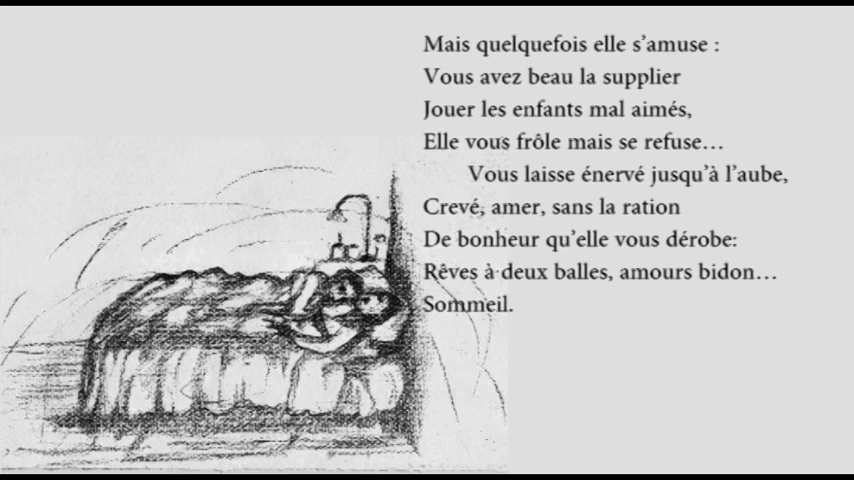 Mais quelquefois elle s’amuse :
Vous avez beau la supplier
Jouer les enfants mal aimés,
Elle vous frôle mais se refuse…
Vous laisse énervé jusqu’à l’aube,
Crevé, amer, sans la ration
De bonheur qu’elle vous dérobe:
Rêves à deux balles, amours bidon…
Sommeil.